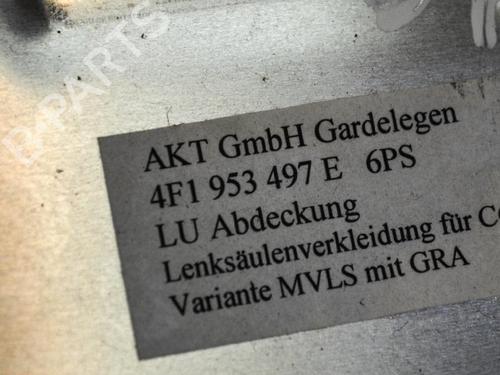 B-PARTS
AKT GmbH Gardelegen
4F1 953 497 E 6PS
LU Abdeckung
Lenksäulenverkleidung für
Variante MVLS mit GRA